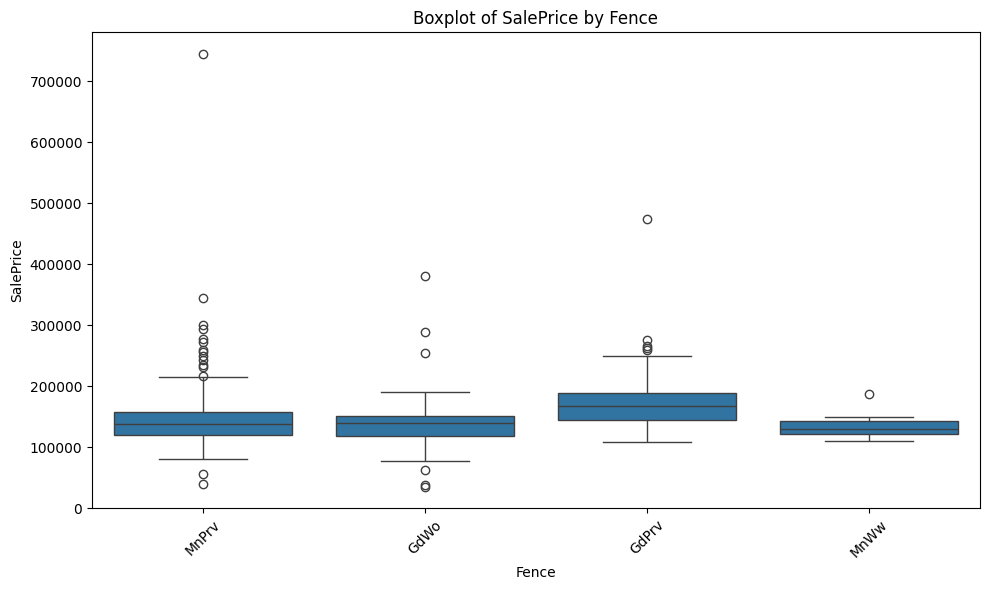 Boxplot of SalePrice by Fence
SalePrice
700000
600000
500000
400000
300000
200000
100000
0
MnPrv
GdWo
GdPrv
MnWw
Fence